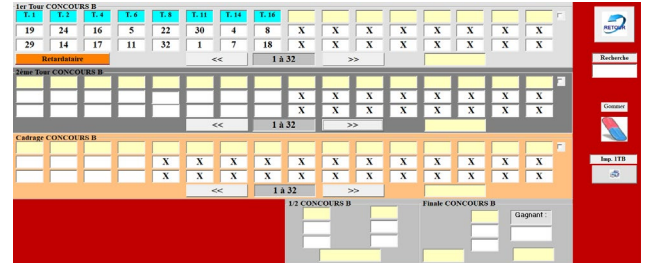 1er Tour CONCOURS B
T. 1 T. 2 T. 4 T. 6 T. 8 T. 11 T. 14 T. 16
19 24 16 5 22 30 4 8 X X X X X X X X
29 14 17 11 32 1 7 18 X X X X X X X X
Retardataire << 1 à 32 >>
2ème Tour CONCOURS B
X X X X X X X X
X X X X X X X X
<< 1 à 32 >>
Cadrage CONCOURS B
X X X X X X X X X X X X
X X X X X X X X X X X X
<< 1 à 32 >>
1/2 CONCOURS B
Finale CONCOURS B
Gagnant :
RETOUR
Recherche
Gommer
Imp. 1TB